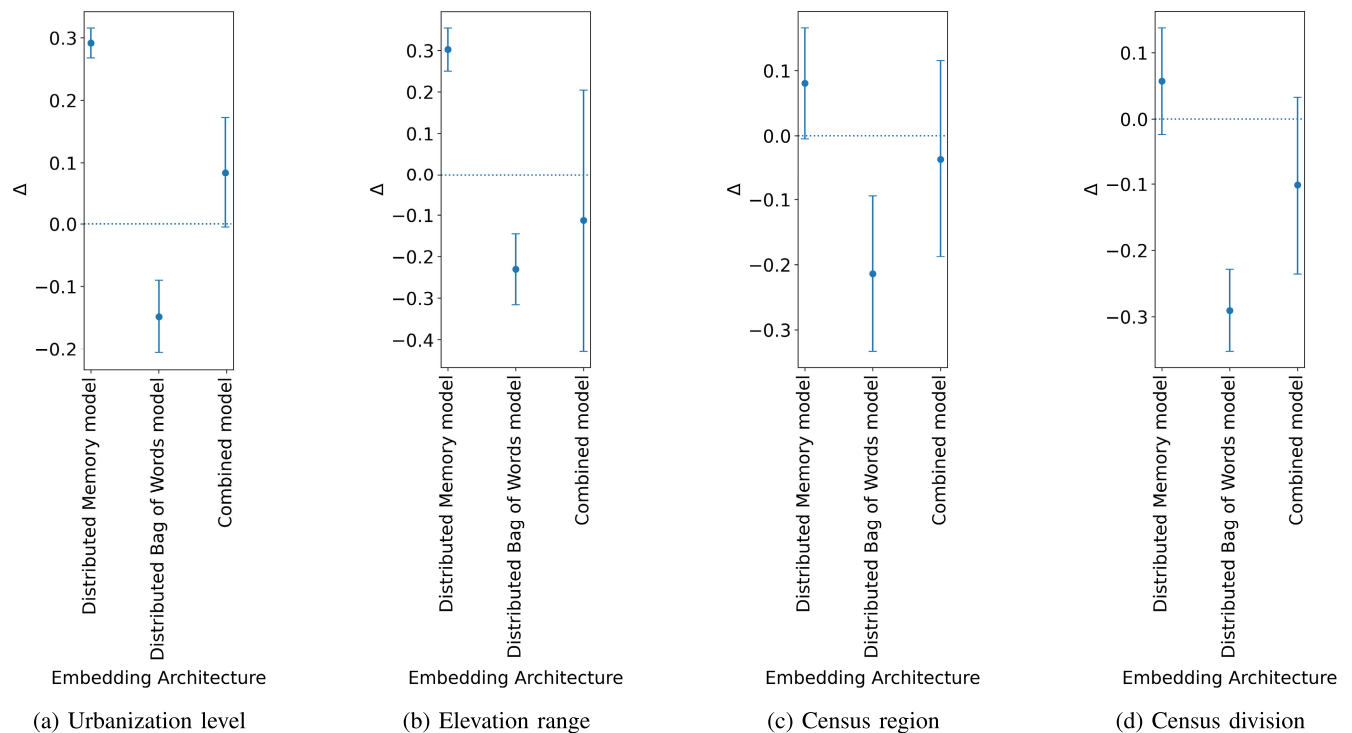 0.3
0.2
0.1
0.0
−0.1
−0.2
Δ
Distributed Memory model
Distributed Bag of Words model
Combined model
Embedding Architecture
(a) Urbanization level
0.3
0.2
0.1
0.0
−0.1
−0.2
−0.3
−0.4
Δ
Distributed Memory model
Distributed Bag of Words model
Combined model
Embedding Architecture
(b) Elevation range
0.1
0.0
−0.1
−0.2
−0.3
Δ
Distributed Memory model
Distributed Bag of Words model
Combined model
Embedding Architecture
(c) Census region
0.1
0.0
−0.1
−0.2
−0.3
Δ
Distributed Memory model
Distributed Bag of Words model
Combined model
Embedding Architecture
(d) Census division